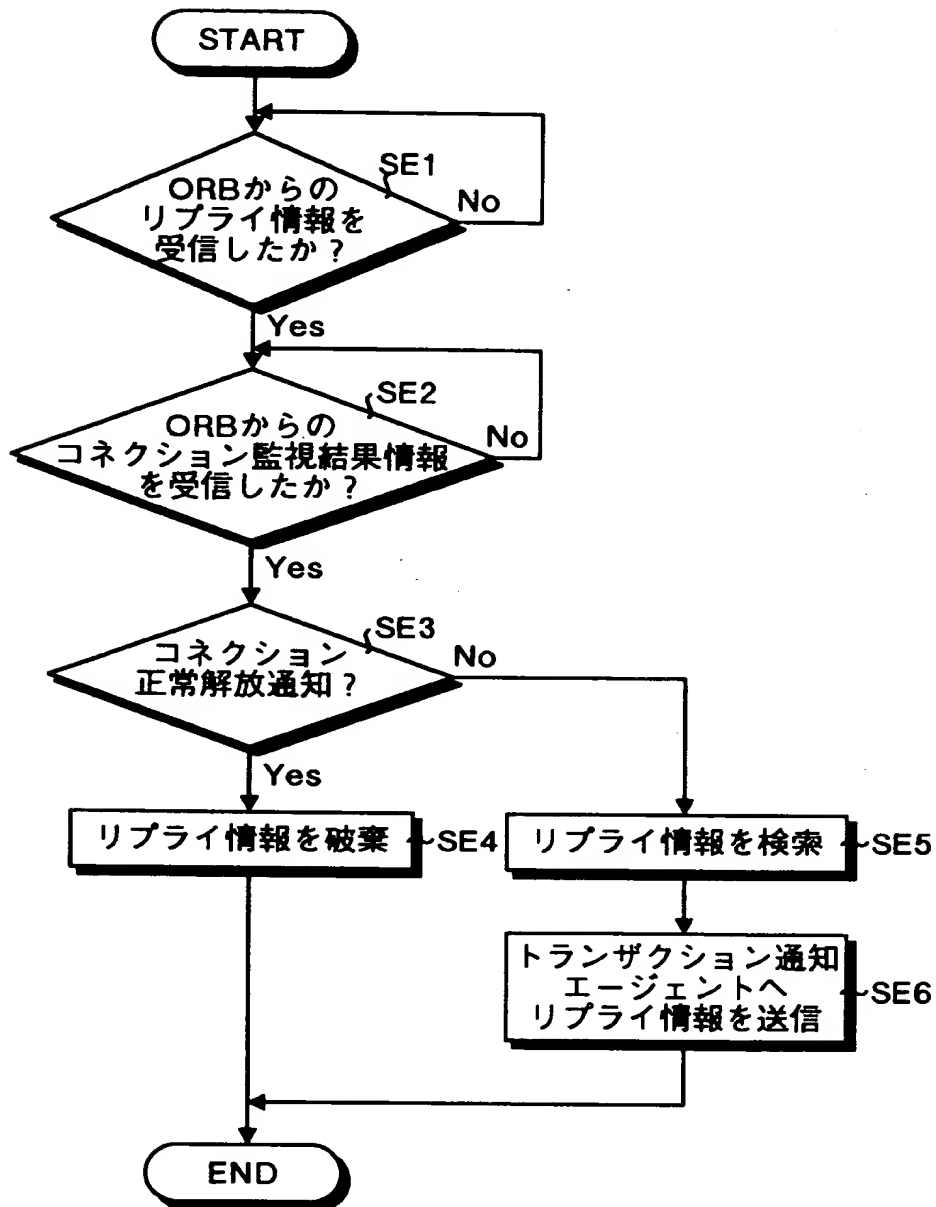 START
SE1
ORBからの
リプライ情報を
受信したか？
No
Yes
SE2
ORBからの
コネクション監視結果情報
を受信したか？
No
Yes
SE3
コネクション
正常解放通知？
No
Yes
リプライ情報を破棄
SE4
リプライ情報を検索
SE5
トランザクション通知
エージェントへ
リプライ情報を送信
SE6
END